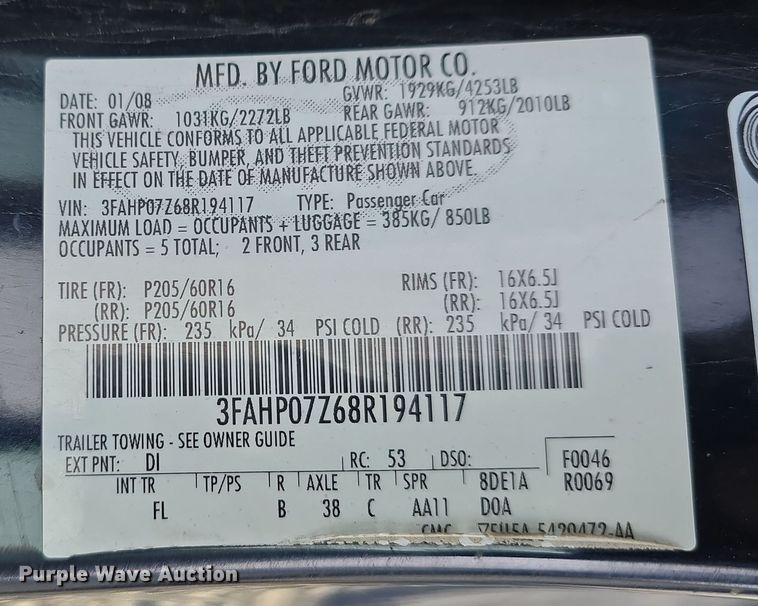 MFD. BY FORD MOTOR CO.
DATE: 01/08 GVWR: 1929KG/4253LB
FRONT GAWR: 1031KG/2272LB REAR GAWR: 912KG/2010LB
THIS VEHICLE CONFORMS TO ALL APPLICABLE FEDERAL MOTOR
VEHICLE SAFETY, BUMPER, AND THEFT PREVENTION STANDARDS
IN EFFECT ON THE DATE OF MANUFACTURE SHOWN ABOVE.
VIN: 3FAHP07Z68R194117 TYPE: Passenger Car
MAXIMUM LOAD = OCCUPANTS + LUGGAGE = 385KG/ 850LB
OCCUPANTS = 5 TOTAL; 2 FRONT, 3 REAR
TIRE (FR): P205/60R16 RIMS (FR): 16X6.5J
(RR): P205/60R16 (RR): 16X6.5J
PRESSURE (FR): 235 kPa/ 34 PSI COLD (RR): 235 kPa/ 34 PSI COLD
3FAHP07Z68R194117
TRAILER TOWING - SEE OWNER GUIDE
EXT PNT: DI RC: 53 DSO: F0046
INT TR TP/PS R AXLE TR SPR 8DE1A R0069
FL B 38 C AA11 D0A
5420472-AA
Purple Wave Auction